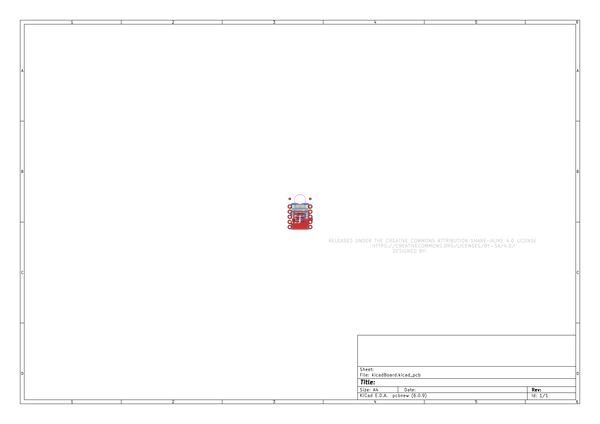 1 2 3 4 5 6
A A
B B
RELEASED UNDER THE CREATIVE COMMONS ATTRIBUTION SHARE-ALIKE 4.0 LICENSE
HTTPS://CREATIVECOMMONS.ORG/LICENSES/BY-SA/4.0/
DESIGNED BY:
C C
Sheet:
File: kicadBoard.kicad_pcb
D D
Title:
Size: A4 Date: Rev:
KiCad E.D.A. pcbnew (6.0.9) Id: 1/1
1 2 3 4 5 6